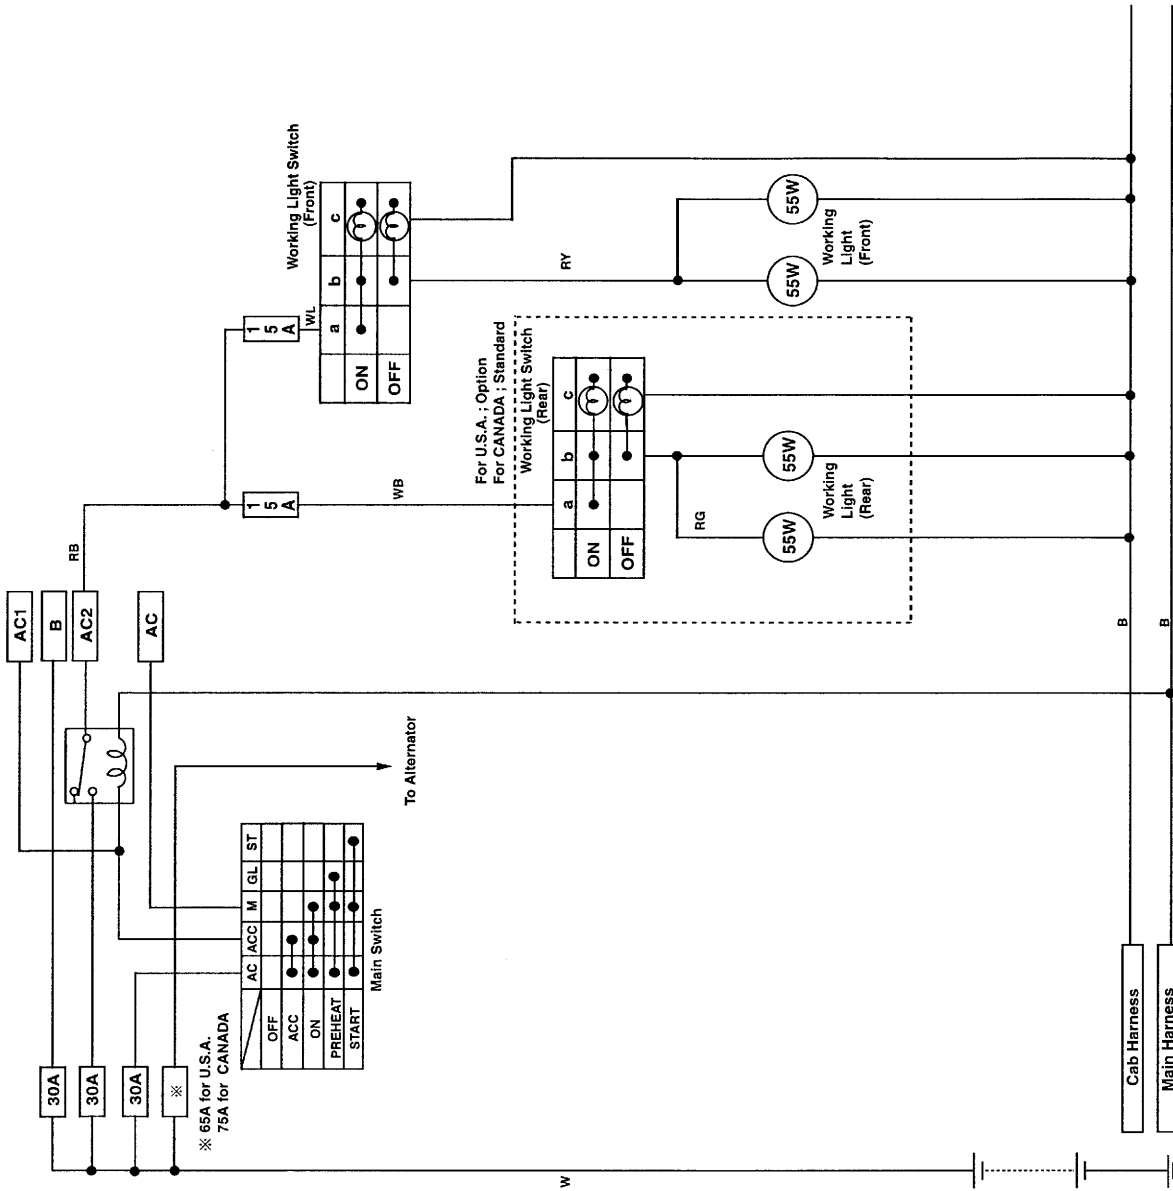 Working Light Switch
(Front)
a b c
ON
OFF
15A
WL
RY
55W
55W
Working
Light
(Front)
For U.S.A. ; Option
For CANADA ; Standard
Working Light Switch
(Rear)
a b c
ON
OFF
15A
WB
RG
55W
55W
Working
Light
(Rear)
RB
AC1
B
AC2
AC
To Alternator
AC ACC M GL ST
OFF
ACC
ON
PREHEAT
START
Main Switch
30A
30A
30A
※
※ 65A for U.S.A.
75A for CANADA
W
B
B
Cab Harness
Main Harness